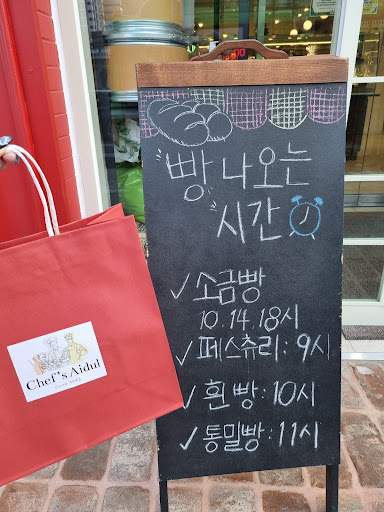 빵 나오는
시간
✓ 소금빵
10. 14. 18시
✓ 페스츄리 : 9시
✓ 흰빵 : 10시
✓ 통밀빵 : 11시
Chef's Aidul